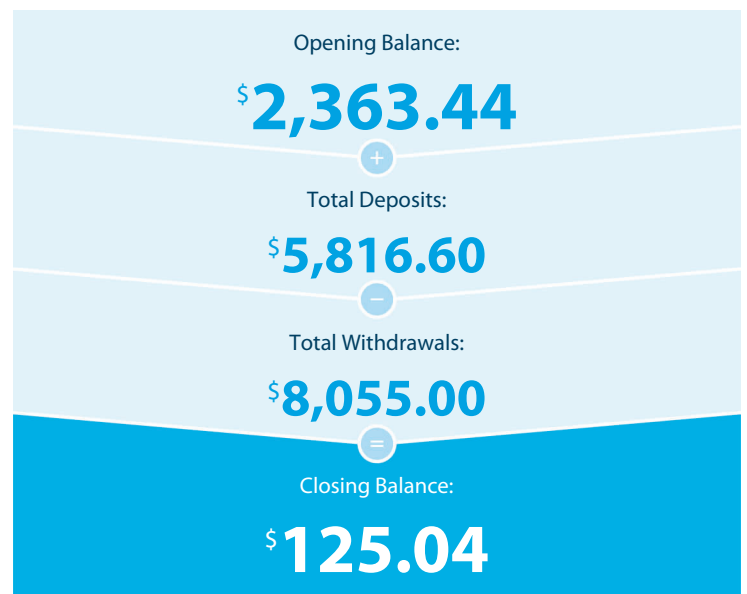 Opening Balance:
$2,363.44
+
Total Deposits:
$5,816.60
−
Total Withdrawals:
$8,055.00
=
Closing Balance:
$125.04